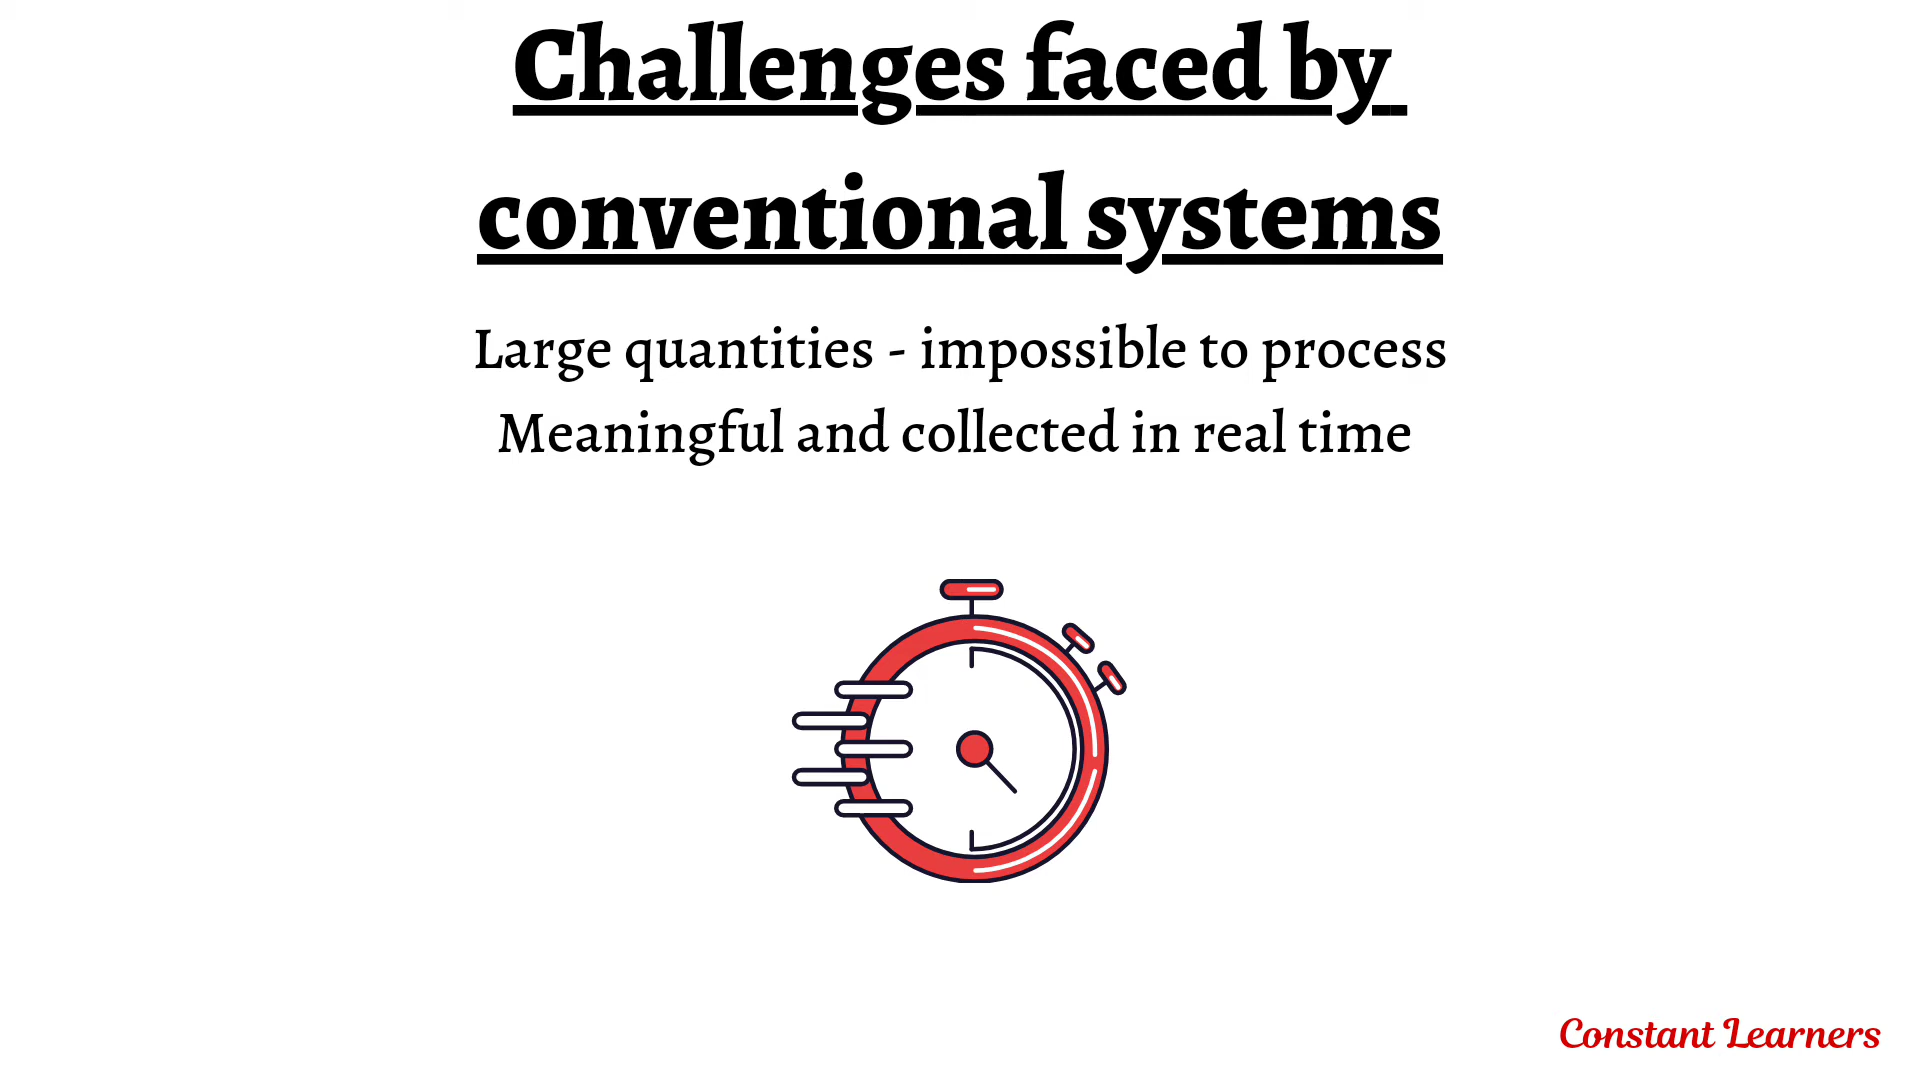 Challenges faced by
conventional systems
Large quantities - impossible to process
Meaningful and collected in real time
Constant Learners